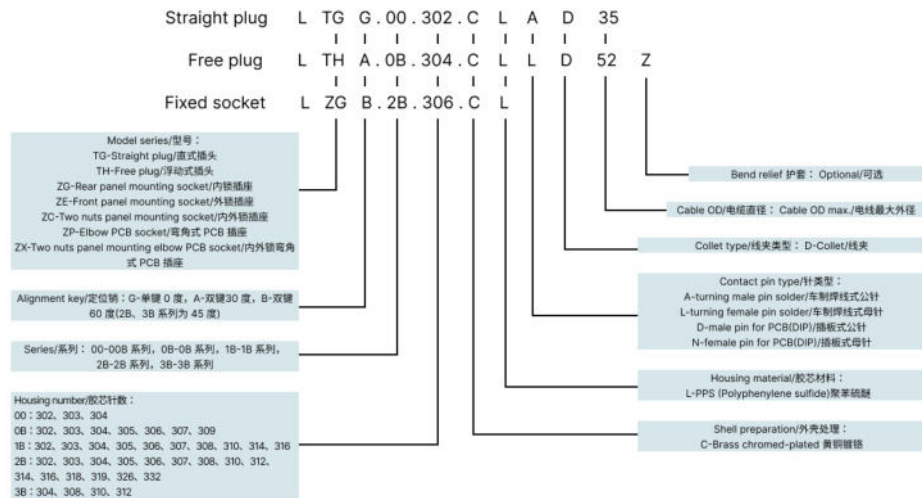 Straight plug L TG G . 00 . 302 . C L A D 35
Free plug L TH A . 0B . 304 . C L L D 52 Z
Fixed socket L ZG B . 2B . 306 . C L
Model series/型号：
TG-Straight plug/直式插头
TH-Free plug/浮动式插头
ZG-Rear panel mounting socket/内锁插座
ZE-Front panel mounting socket/外锁插座
ZC-Two nuts panel mounting socket/内外锁插座
ZP-Elbow PCB socket/弯角式 PCB 插座
ZX-Two nuts panel mounting elbow PCB socket/内外锁弯角
式 PCB 插座
Alignment key/定位销：G-单键 0 度，A-双键30 度，B-双键
60 度(2B、3B 系列为 45 度)
Series/系列： 00-00B 系列，0B-0B 系列，1B-1B 系列，
2B-2B 系列，3B-3B 系列
Housing number/胶芯针数：
00：302、303、304
0B：302、303、304、305、306、307、309
1B：302、303、304、305、306、307、308、310、314、316
2B：302、303、304、305、306、307、308、310、312、
314、316、318、319、326、332
3B：304、308、310、312
Bend relief 护套： Optional/可选
Cable OD/电缆直径： Cable OD max./电线最大外径
Collet type/线夹类型： D-Collet/线夹
Contact pin type/针类型：
A-turning male pin solder/车制焊线式公针
L-turning female pin solder/车制焊线式母针
D-male pin for PCB(DIP)/插板式公针
N-female pin for PCB(DIP)/插板式母针
Housing material/胶芯材料：
L-PPS (Polyphenylene sulfide)聚苯硫醚
Shell preparation/外壳处理：
C-Brass chromed-plated 黄铜镀铬